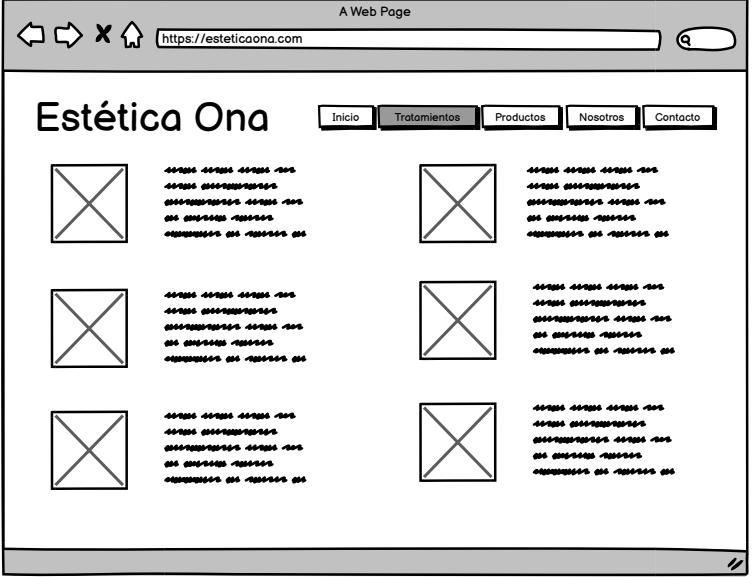 A Web Page
https://esteticaona.com
Estética Ona
Inicio
Tratamientos
Productos
Nosotros
Contacto